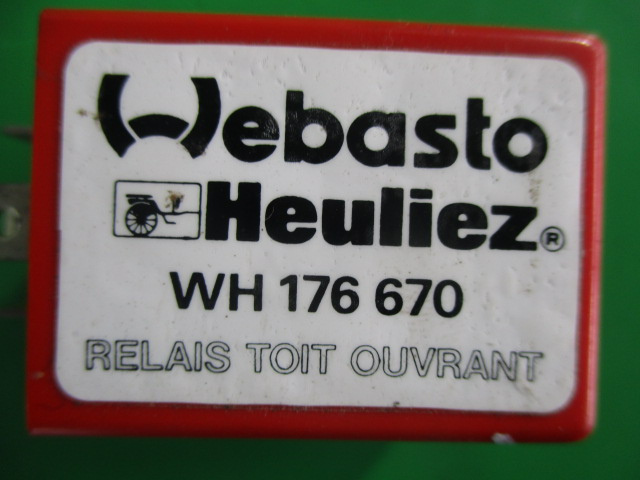 Webasto
Heuliez®
WH 176 670
RELAIS TOIT OUVRANT